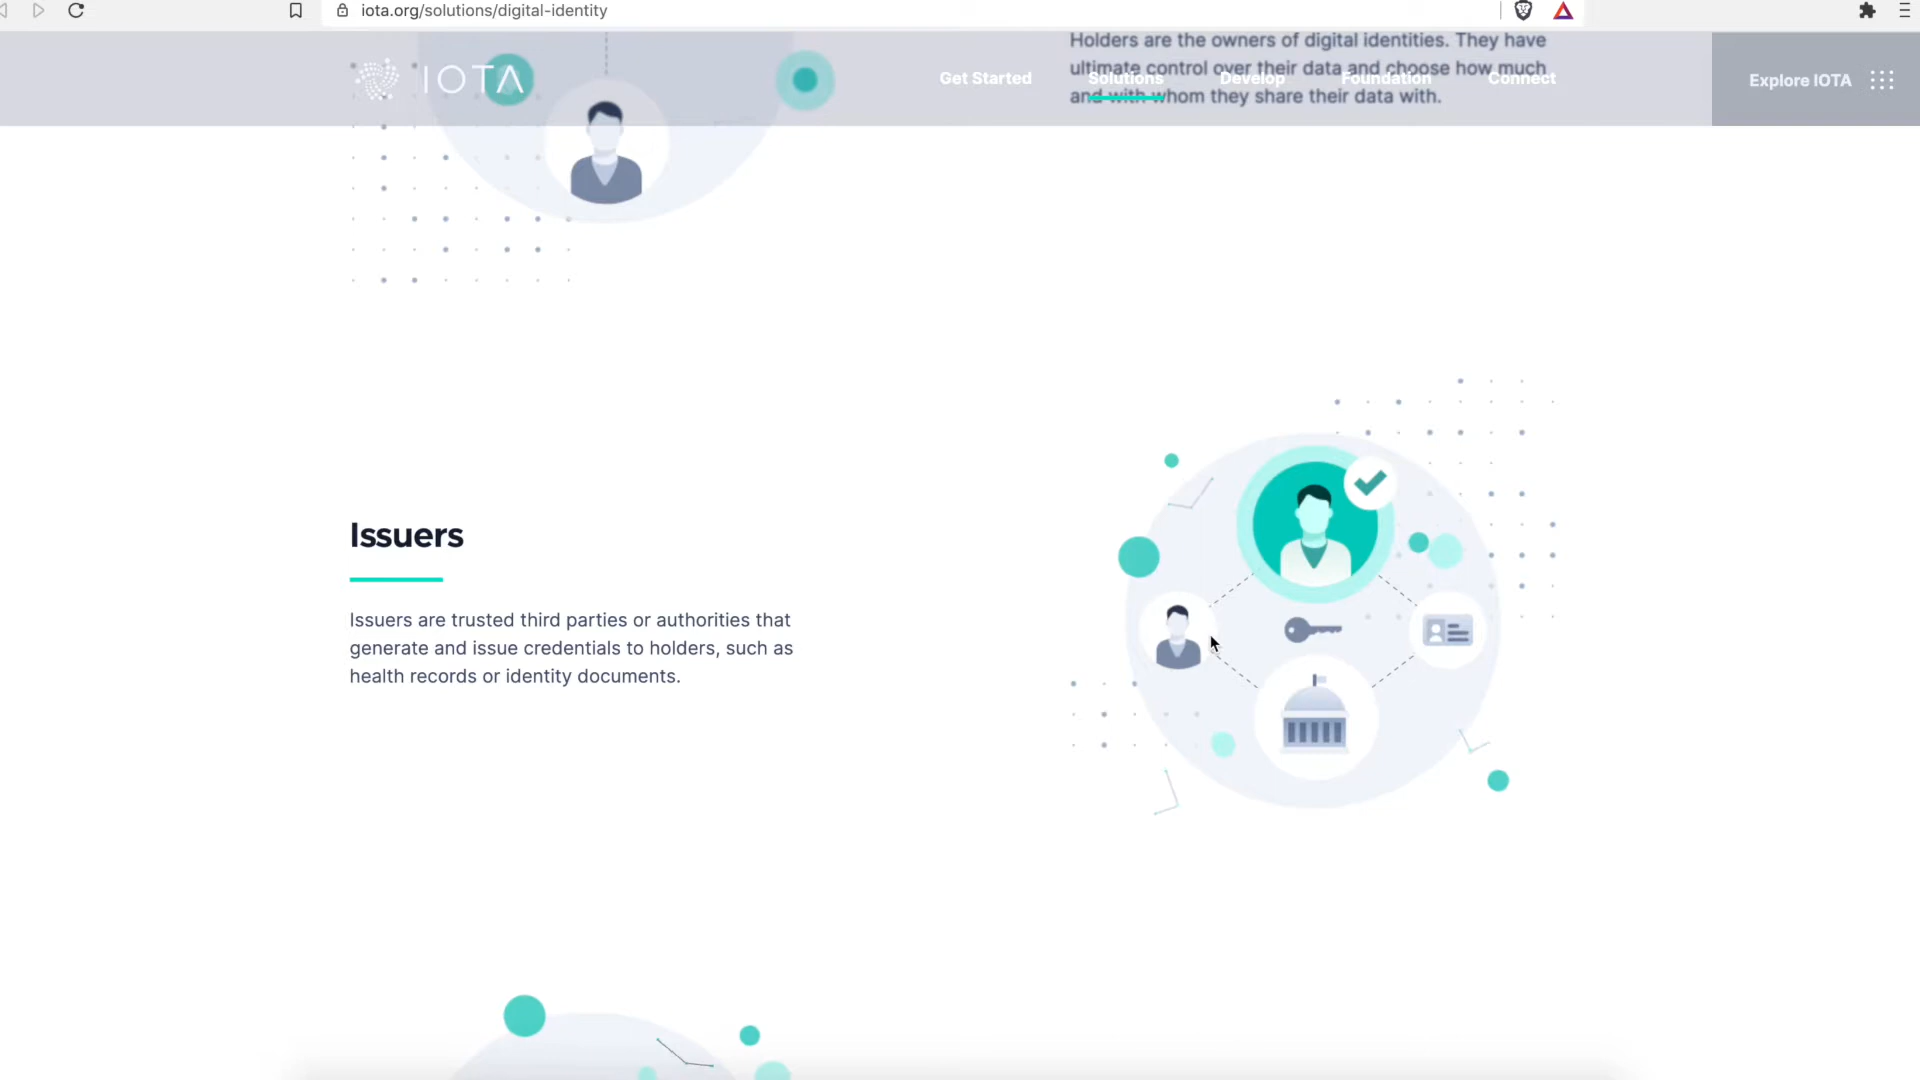 iota.org/solutions/digital-identity
Holders are the owners of digital identities. They have
ultimate control over their data and choose how much
and with whom they share their data with.
IOTA
Get Started
Solutions
Develop
Foundation
Connect
Explore IOTA
Issuers
Issuers are trusted third parties or authorities that
generate and issue credentials to holders, such as
health records or identity documents.